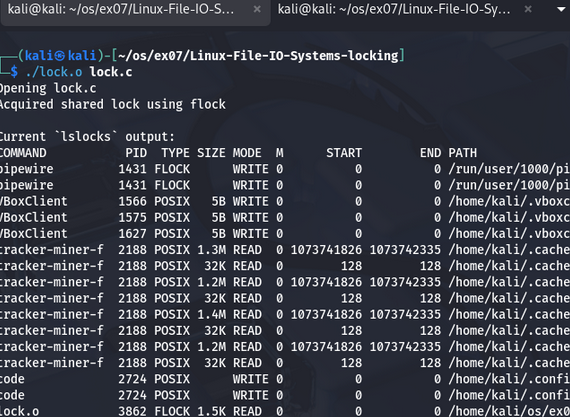 kali@kali: ~/os/ex07/Linux-File-IO-S... × kali@kali: ~/os/ex07/Linux-File-IO-Sy... ×
(kali㉿kali)-[~/os/ex07/Linux-File-IO-Systems-locking]
$ ./lock.o lock.c
Opening lock.c
Acquired shared lock using flock
Current `lslocks` output:
COMMAND PID TYPE SIZE MODE M START END PATH
pipewire 1431 FLOCK WRITE 0 0 0 /run/user/1000/pi
pipewire 1431 FLOCK WRITE 0 0 0 /run/user/1000/pi
VBoxClient 1566 POSIX 5B WRITE 0 0 0 /home/kali/.vboxc
VBoxClient 1575 POSIX 5B WRITE 0 0 0 /home/kali/.vboxc
VBoxClient 1627 POSIX 5B WRITE 0 0 0 /home/kali/.vboxc
tracker-miner-f 2188 POSIX 1.3M READ 0 1073741826 1073742335 /home/kali/.cache
tracker-miner-f 2188 POSIX 32K READ 0 128 128 /home/kali/.cache
tracker-miner-f 2188 POSIX 1.2M READ 0 1073741826 1073742335 /home/kali/.cache
tracker-miner-f 2188 POSIX 32K READ 0 128 128 /home/kali/.cache
tracker-miner-f 2188 POSIX 1.4M READ 0 1073741826 1073742335 /home/kali/.cache
tracker-miner-f 2188 POSIX 32K READ 0 128 128 /home/kali/.cache
tracker-miner-f 2188 POSIX 1.2M READ 0 1073741826 1073742335 /home/kali/.cache
tracker-miner-f 2188 POSIX 32K READ 0 128 128 /home/kali/.cache
code 2724 POSIX WRITE 0 0 0 /home/kali/.confi
code 2724 POSIX WRITE 0 0 0 /home/kali/.confi
lock.o 3862 FLOCK 1.5K READ 0 0 0 /home/kali/os/ex0